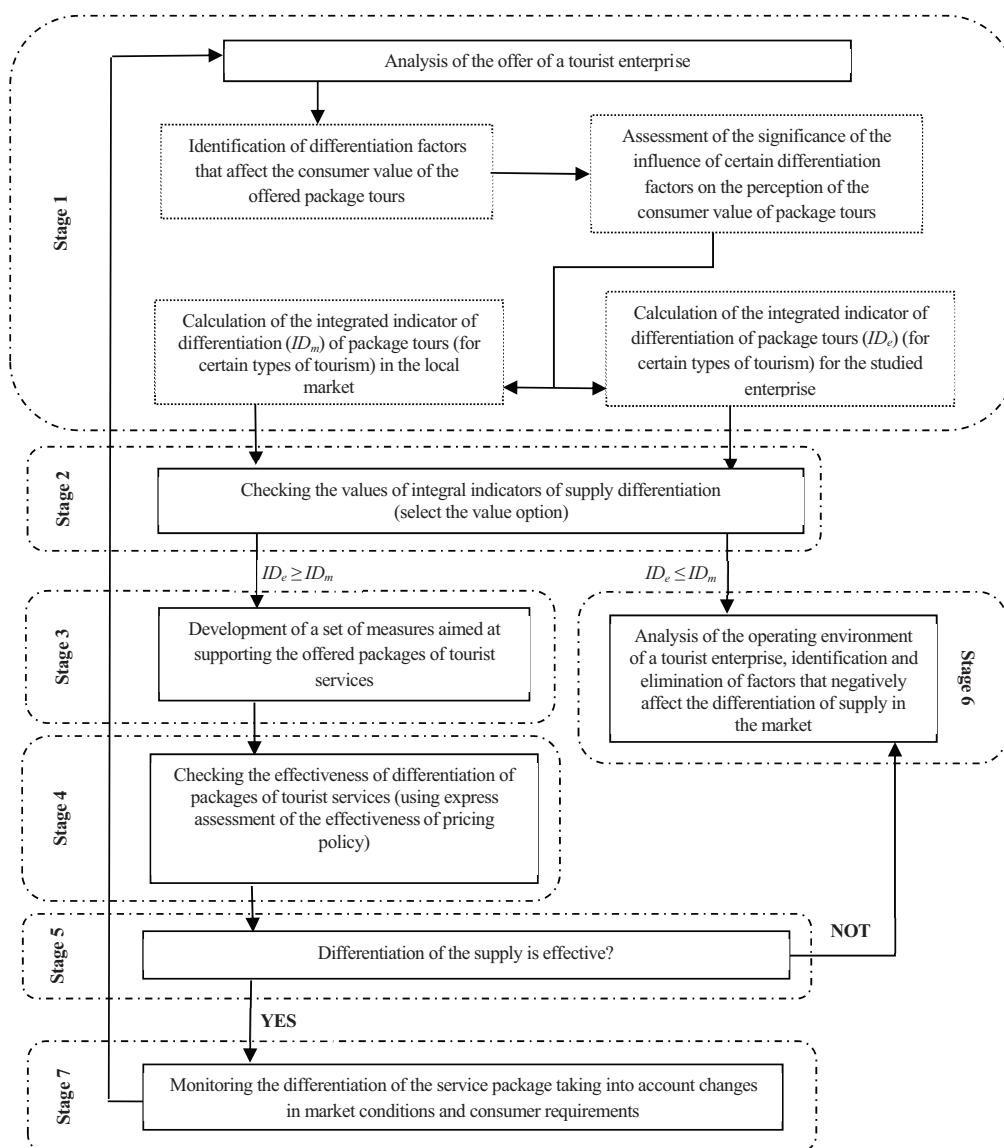 Stage 1
Analysis of the offer of a tourist enterprise
Identification of differentiation factors
that affect the consumer value of the
offered package tours
Assessment of the significance of the
influence of certain differentiation
factors on the perception of the
consumer value of package tours
Calculation of the integrated indicator of
differentiation (IDm) of package tours (for
certain types of tourism) in the local
market
Calculation of the integrated indicator of
differentiation of package tours (IDe) (for
certain types of tourism) for the studied
enterprise
Stage 2
Checking the values of integral indicators of supply differentiation
(select the value option)
IDe ≥ IDm
IDe ≤ IDm
Stage 3
Development of a set of measures aimed at
supporting the offered packages of tourist
services
Analysis of the operating environment
of a tourist enterprise, identification and
elimination of factors that negatively
affect the differentiation of supply in
the market
Stage 6
Stage 4
Checking the effectiveness of differentiation of
packages of tourist services (using express
assessment of the effectiveness of pricing
policy)
Stage 5
Differentiation of the supply is effective?
NOT
YES
Stage 7
Monitoring the differentiation of the service package taking into account changes
in market conditions and consumer requirements